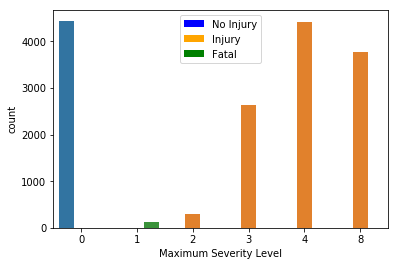 No Injury
Injury
Fatal
4000
3000
2000
1000
0
count
0 1 2 3 4 8
Maximum Severity Level